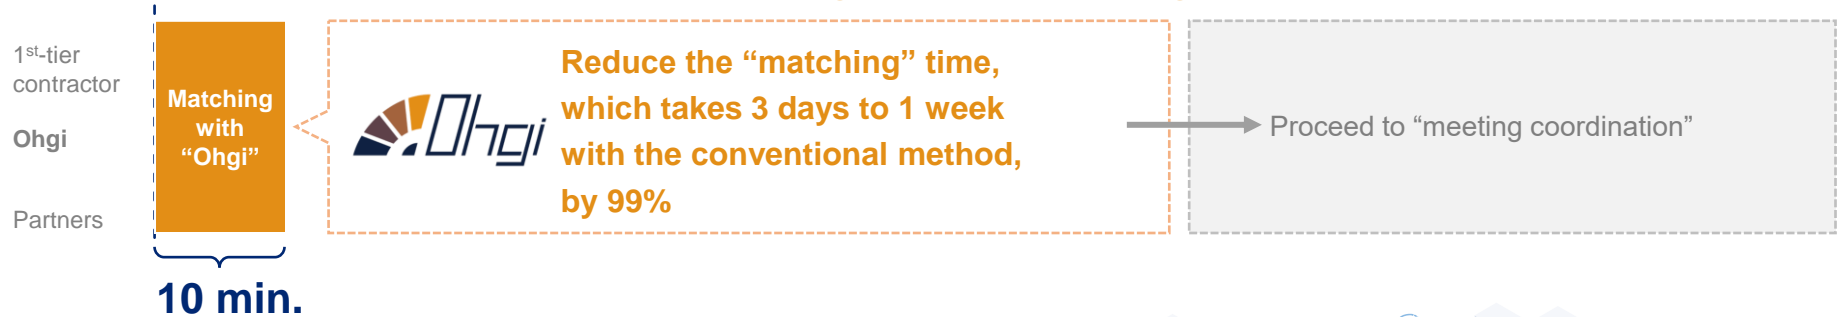 1st-tier
contractor
Ohgi
Partners
Matching
with
“Ohgi”
10 min.
Ohgi
Reduce the “matching” time,
which takes 3 days to 1 week
with the conventional method,
by 99%
Proceed to “meeting coordination”